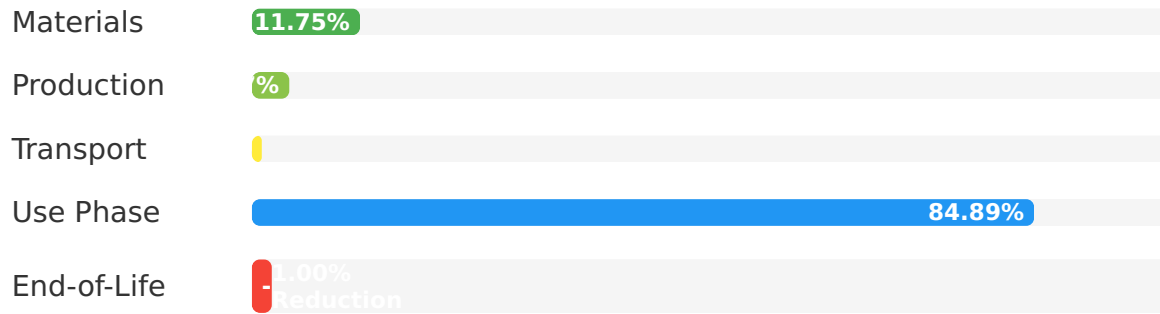 Materials
11.75%
Production
%
Transport
Use Phase
84.89%
End-of-Life
-1.00%
Reduction